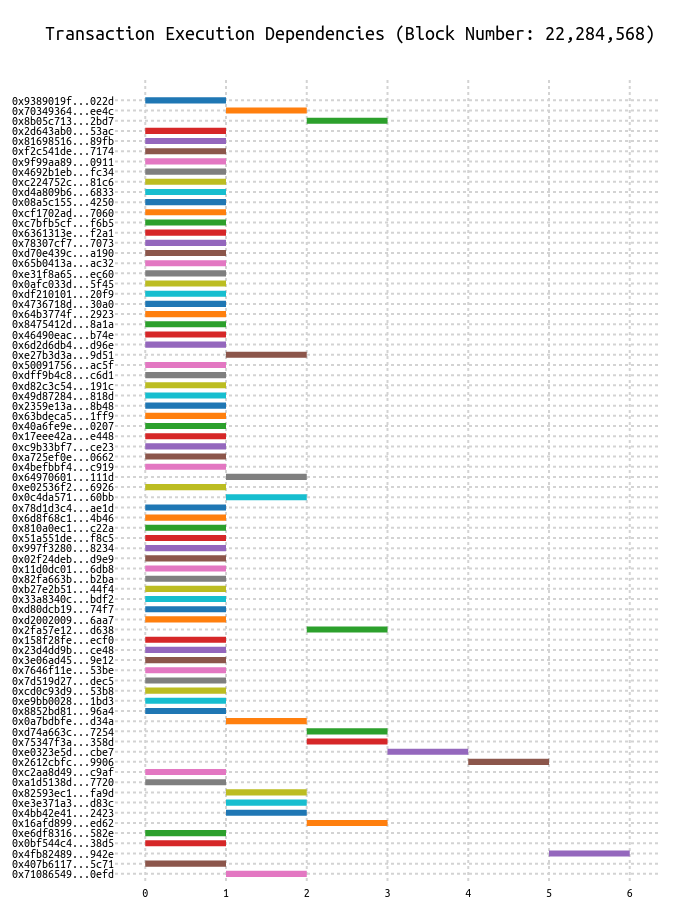 Transaction Execution Dependencies (Block Number: 22,284,568)
0x9389019f...022d
0x70349364...ee4c
0x8b05c713...2bd7
0x2d643ab0...53ac
0x81698516...89fb
0xf2c541de...7174
0x9f99aa89...0911
0x4692b1eb...fc34
0xc224752c...81c6
0xd4a809b6...6833
0x08a5c155...4250
0xcf1702ad...7060
0xc7bfb5cf...f6b5
0x6361313e...f2a1
0x78307cf7...7073
0xd70e439c...a190
0x65b0413a...ac32
0xe31f8a65...ec60
0x0afc033d...5f45
0xdf210101...20f9
0x4736718d...30a0
0x64b3774f...2923
0x8475412d...8a1a
0x46490eac...b74e
0x6d2d6db4...d96e
0xe27b3d3a...9d51
0x50091756...ac5f
0xdff9b4c8...c6d1
0xd82c3c54...191c
0x49d87284...818d
0x2359e13a...8b48
0x63bdeca5...1ff9
0x40a6fe9e...0207
0x17eee42a...e448
0xc9b33bf7...ce23
0xa725ef0e...0662
0x4befbbf4...c919
0x64970601...111d
0xe02536f2...6926
0x0c4da571...60bb
0x78d1d3c4...ae1d
0x6d8f68c1...4b46
0x810a0ec1...c22a
0x51a551de...f8c5
0x997f3280...8234
0x02f24deb...d9e9
0x11d0dc01...6db8
0x82fa663b...b2ba
0xb27e2b51...44f4
0x33a8340c...bdf2
0xd80dcb19...74f7
0xd2002009...6aa7
0x2fa57e12...d638
0x158f28fe...ecf0
0x23d4dd9b...ce48
0x3e06ad45...9e12
0x7646f11e...53be
0x7d519d27...dec5
0xcd0c93d9...53b8
0xe9bb0028...1bd3
0x8852bd81...96a4
0x0a7bdbfe...d34a
0xd74a663c...7254
0x75347f3a...358d
0xe0323e5d...cbe7
0x2612cbfc...9906
0xc2aa8d49...c9af
0xa1d5138d...7720
0x82593ec1...fa9d
0xe3e371a3...d83c
0x4bb42e41...2423
0x16afd899...ed62
0xe6df8316...582e
0x0bf544c4...38d5
0x4fb82489...942e
0x407b6117...5c71
0x71086549...0efd
0 1 2 3 4 5 6